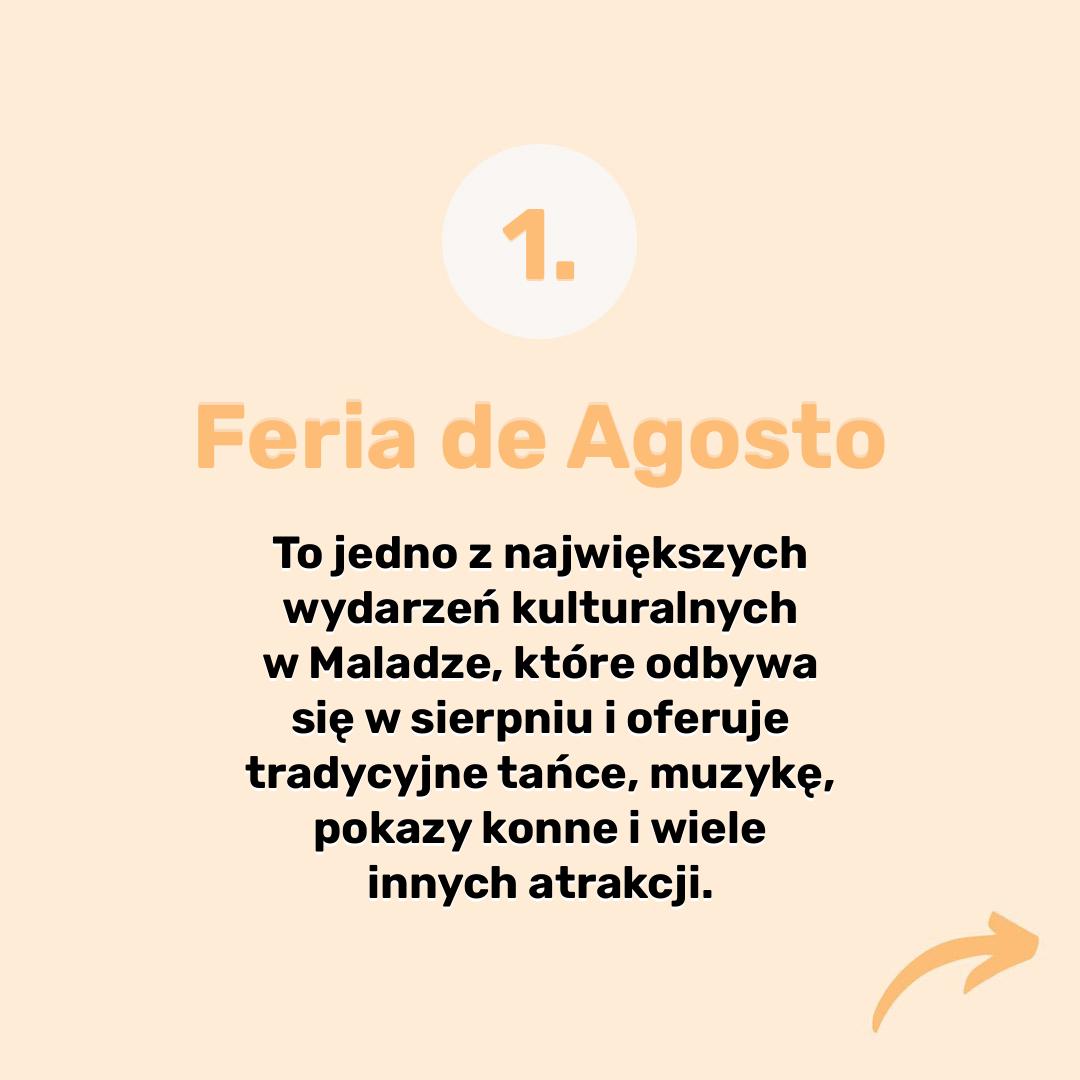 1.
Feria de Agosto
To jedno z największych
wydarzeń kulturalnych
w Maladze, które odbywa
się w sierpniu i oferuje
tradycyjne tańce, muzykę,
pokazy konne i wiele
innych atrakcji.